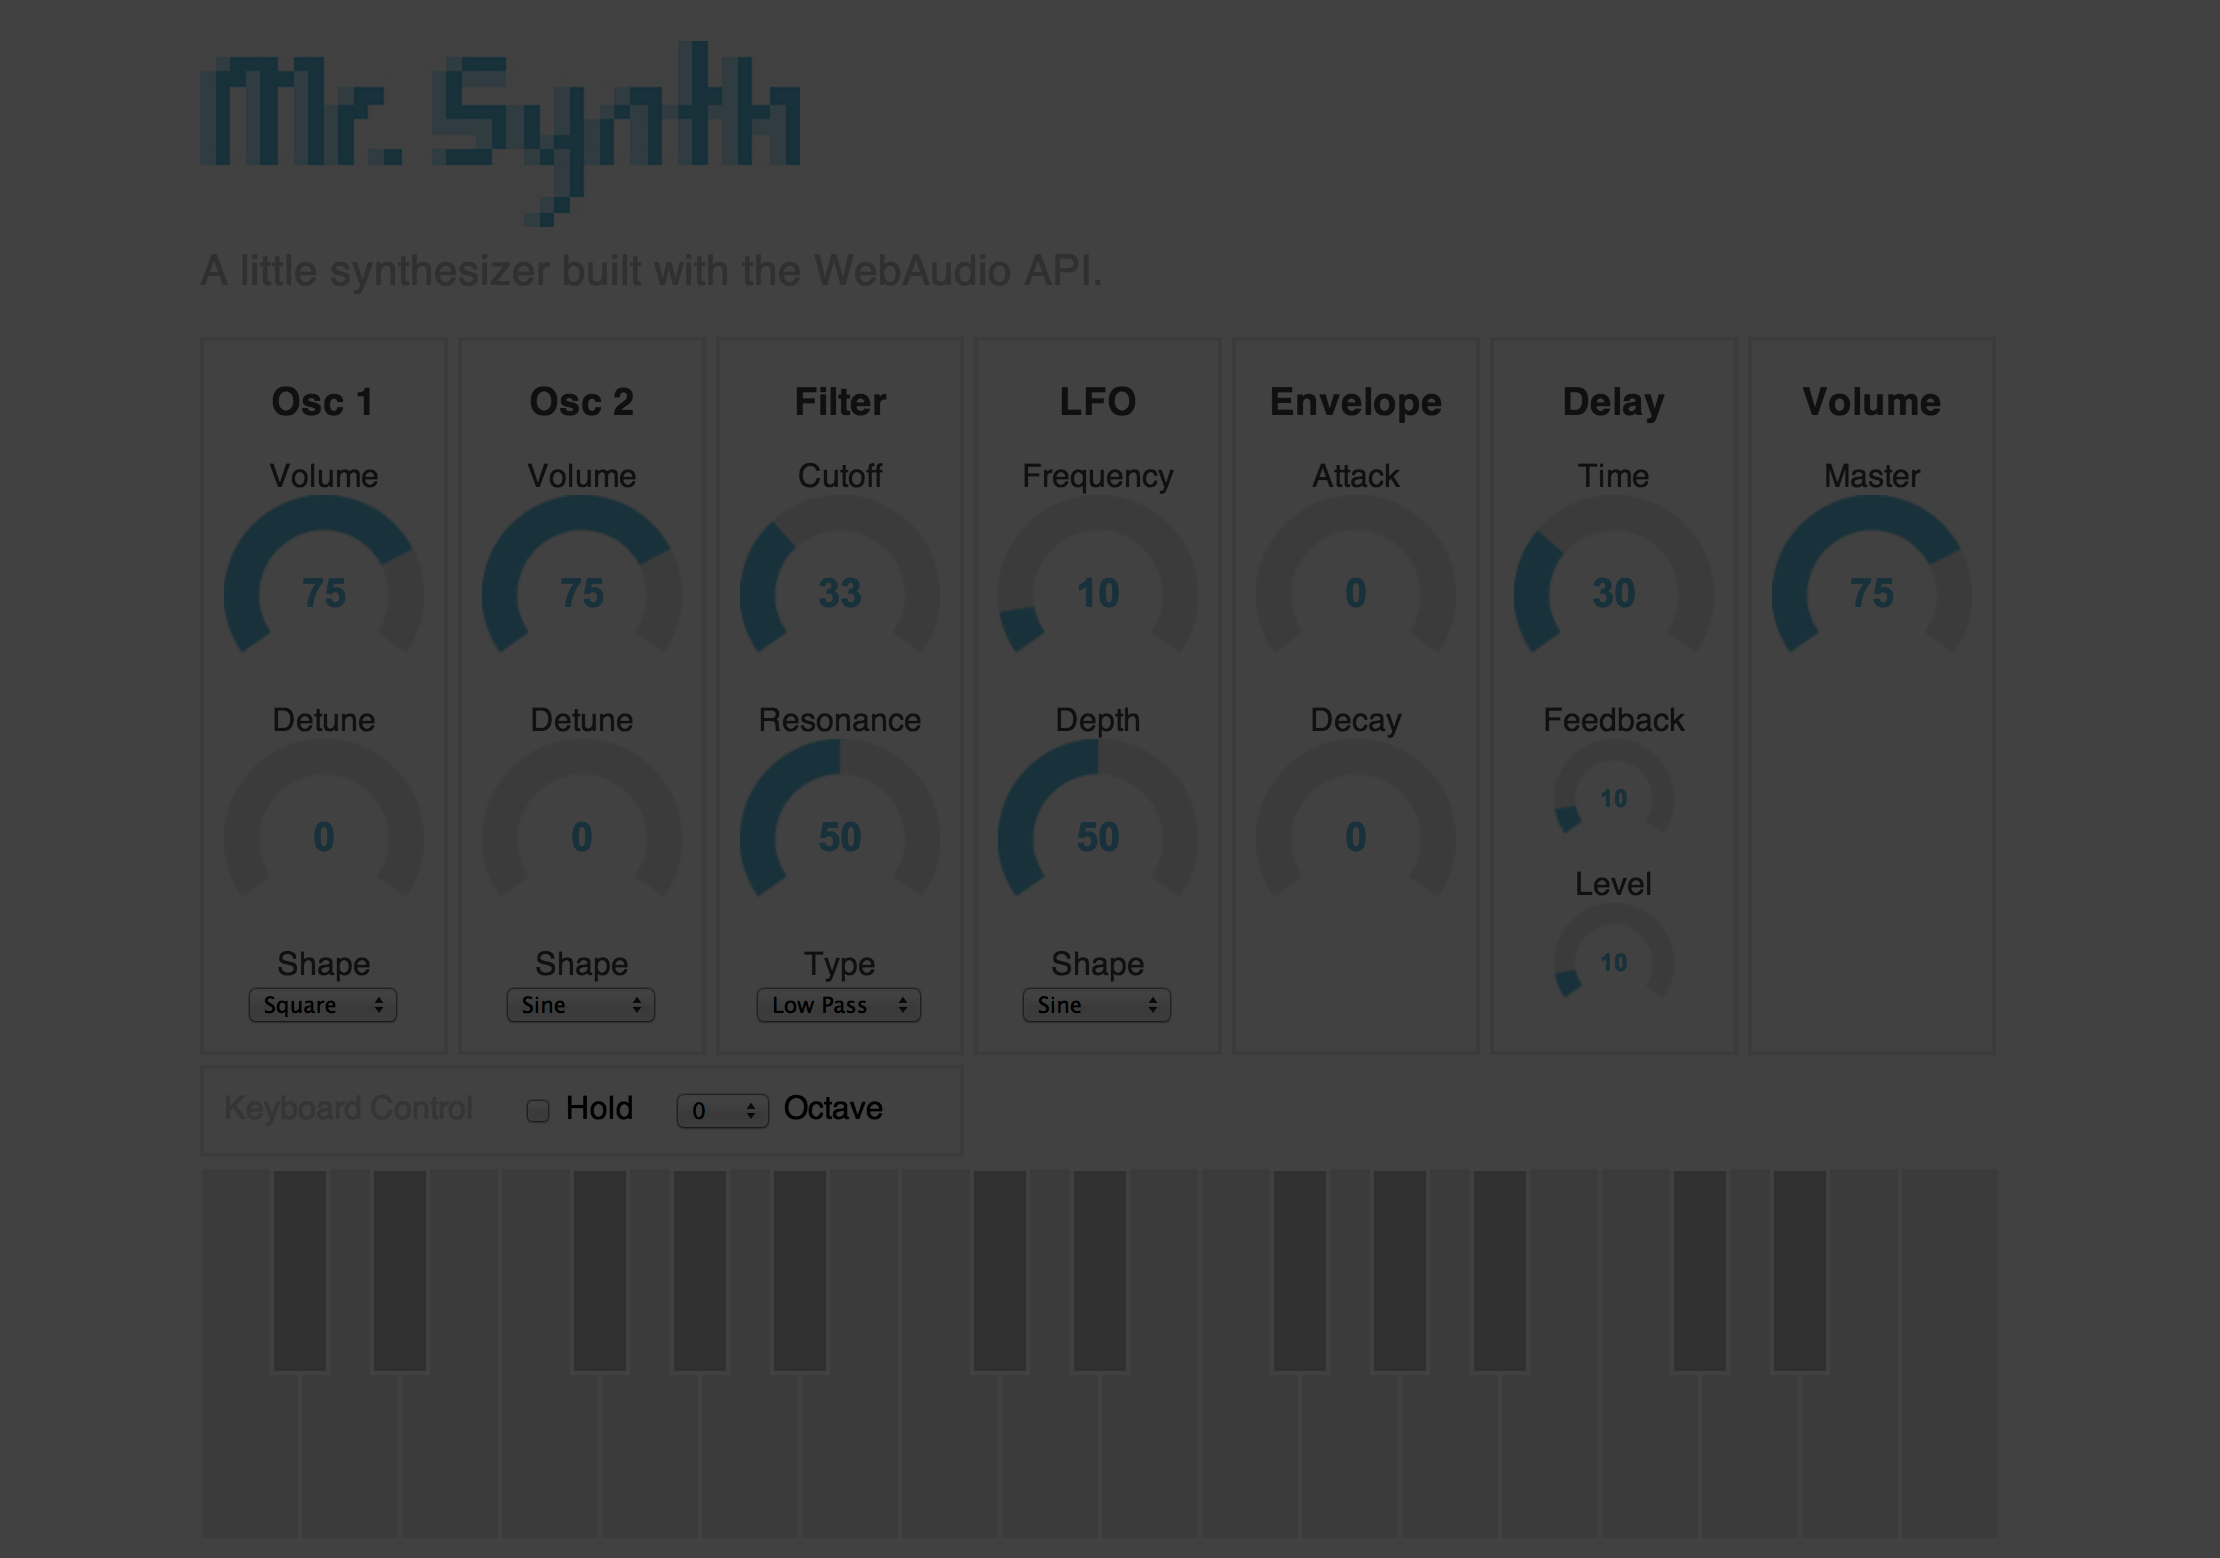 Mr. Synth
A little synthesizer built with the WebAudio API.
Osc 1
Volume
75
Detune
0
Shape
Square
Osc 2
Volume
75
Detune
0
Shape
Sine
Filter
Cutoff
33
Resonance
50
Type
Low Pass
LFO
Frequency
10
Depth
50
Shape
Sine
Envelope
Attack
0
Decay
0
Delay
Time
30
Feedback
10
Level
10
Volume
Master
75
Keyboard Control Hold 0 Octave